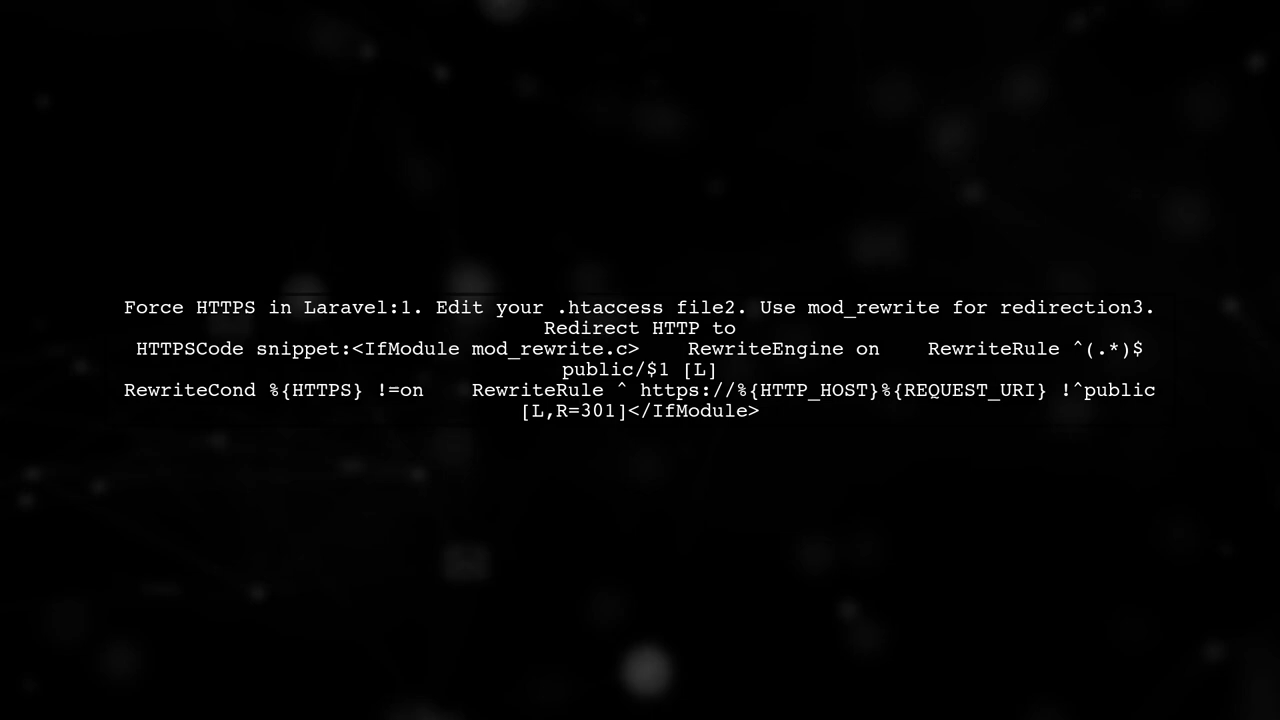 Force HTTPS in Laravel:1. Edit your .htaccess file2. Use mod_rewrite for redirection3.
Redirect HTTP to
HTTPSCode snippet:<IfModule mod_rewrite.c>    RewriteEngine on    RewriteRule ^(.*)$
public/$1 [L]
RewriteCond %{HTTPS} !=on    RewriteRule ^ https://%{HTTP_HOST}%{REQUEST_URI} !^public
[L,R=301]</IfModule>